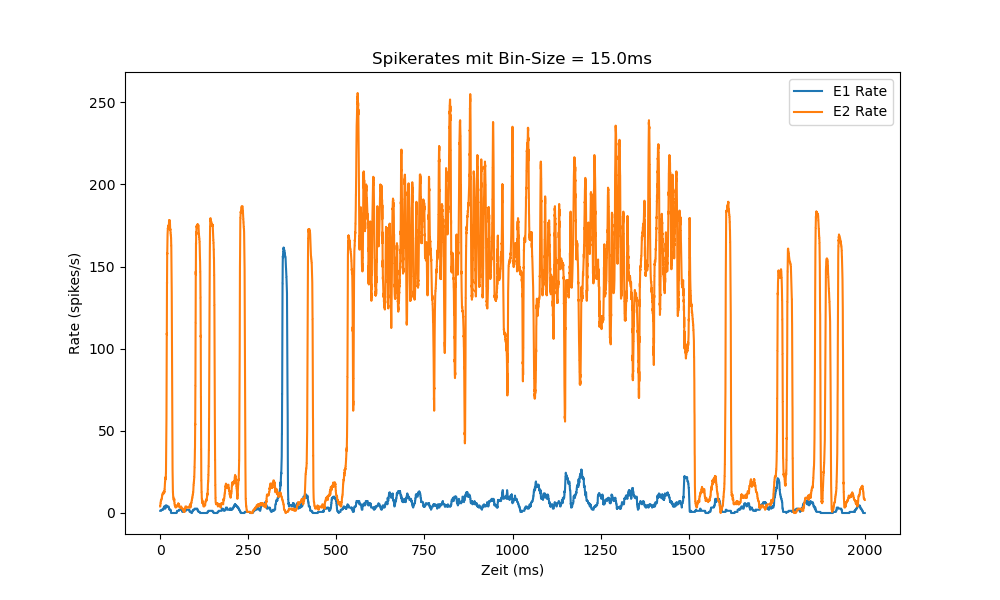 Spikerates mit Bin-Size = 15.0ms
E1 Rate
E2 Rate
250
200
150
100
50
0
Rate (spikes/s)
0 250 500 750 1000 1250 1500 1750 2000
Zeit (ms)